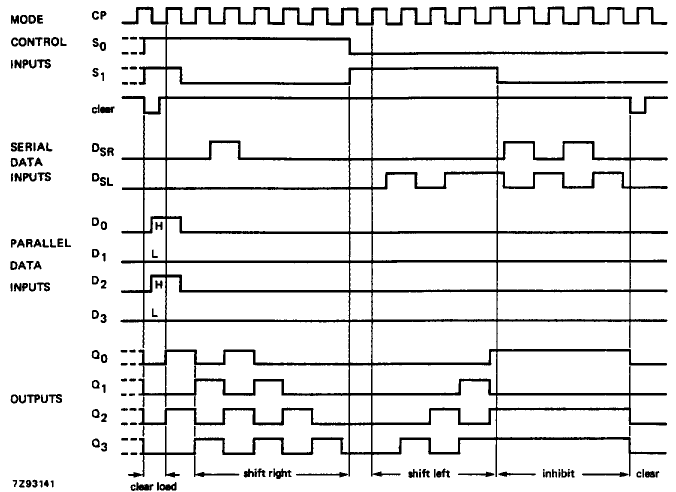 MODE
CONTROL
INPUTS
CP
S0
S1
clear
SERIAL
DATA
INPUTS
DSR
DSL
PARALLEL
DATA
INPUTS
D0
H
D1
L
D2
H
D3
L
OUTPUTS
Q0
Q1
Q2
Q3
clear load
shift right
shift left
inhibit
clear
7Z93141